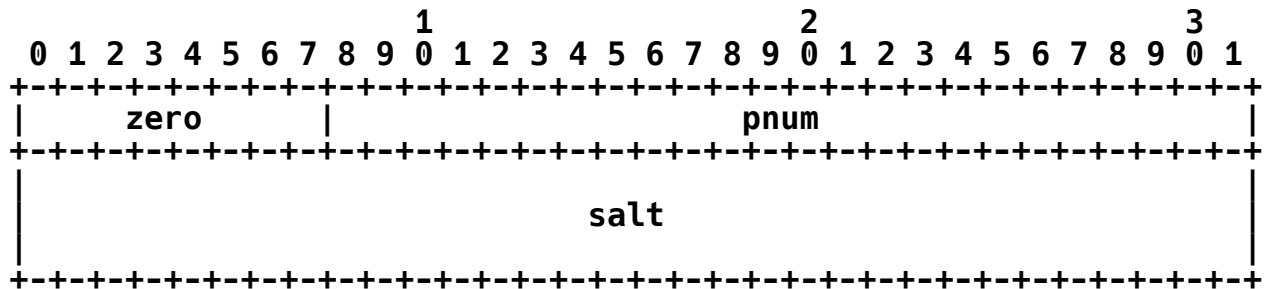 1                   2                   3
 0 1 2 3 4 5 6 7 8 9 0 1 2 3 4 5 6 7 8 9 0 1 2 3 4 5 6 7 8 9 0 1
+-+-+-+-+-+-+-+-+-+-+-+-+-+-+-+-+-+-+-+-+-+-+-+-+-+-+-+-+-+-+-+-+
|     zero      |                     pnum                      |
+-+-+-+-+-+-+-+-+-+-+-+-+-+-+-+-+-+-+-+-+-+-+-+-+-+-+-+-+-+-+-+-+
|                                                               |
|                             salt                              |
|                                                               |
+-+-+-+-+-+-+-+-+-+-+-+-+-+-+-+-+-+-+-+-+-+-+-+-+-+-+-+-+-+-+-+-+